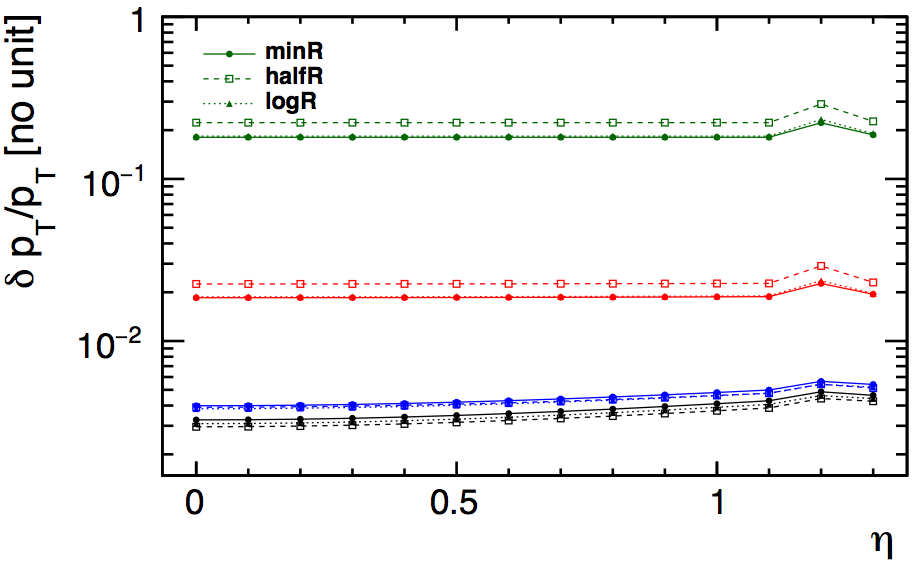 δ p_T/p_T [no unit]
1
10⁻¹
10⁻²
minR
halfR
logR
0 0.5 1
η